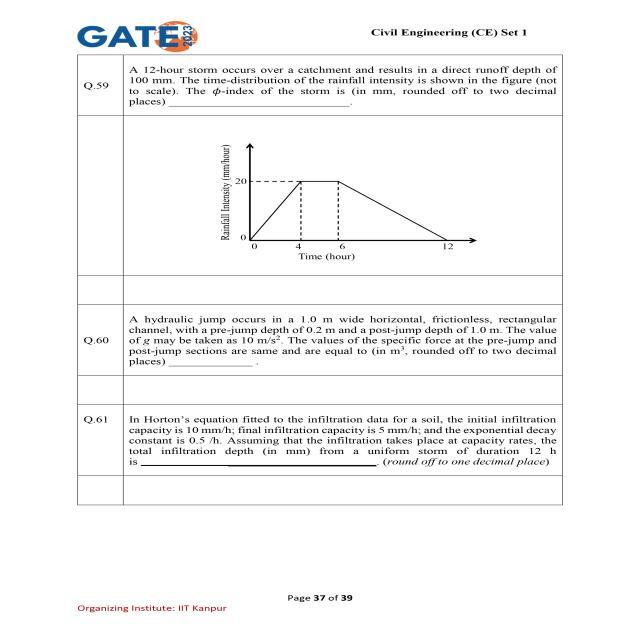 GATE 2023
Civil Engineering (CE) Set 1
Q.59
A 12-hour storm occurs over a catchment and results in a direct runoff depth of
100 mm. The time-distribution of the rainfall intensity is shown in the figure (not
to scale). The ϕ-index of the storm is (in mm, rounded off to two decimal
places) ______________________________.
Rainfall Intensity (mm/hour)
20
0
0 4 6 12
Time (hour)
Q.60
A hydraulic jump occurs in a 1.0 m wide horizontal, frictionless, rectangular
channel, with a pre-jump depth of 0.2 m and a post-jump depth of 1.0 m. The value
of g may be taken as 10 m/s². The values of the specific force at the pre-jump and
post-jump sections are same and are equal to (in m³, rounded off to two decimal
places) ______________ .
Q.61
In Horton's equation fitted to the infiltration data for a soil, the initial infiltration
capacity is 10 mm/h; final infiltration capacity is 5 mm/h; and the exponential decay
constant is 0.5 /h. Assuming that the infiltration takes place at capacity rates, the
total infiltration depth (in mm) from a uniform storm of duration 12 h
is ________________________________________. (round off to one decimal place)
Page 37 of 39
Organizing Institute: IIT Kanpur